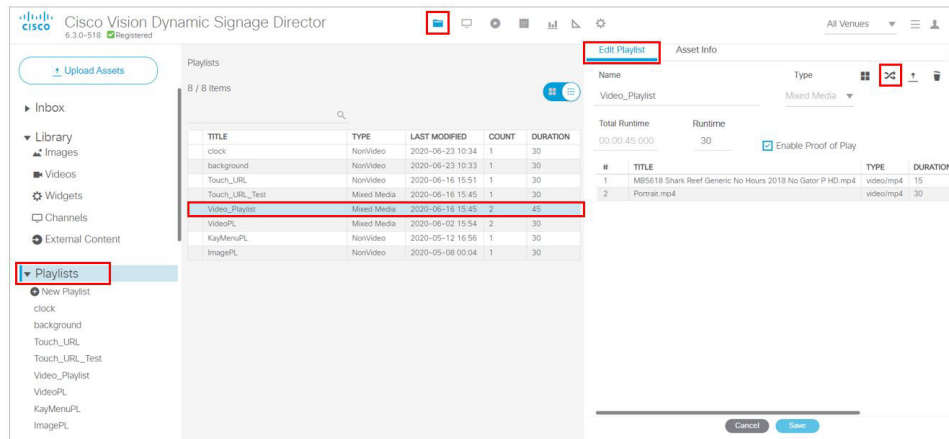 CISCO
Cisco Vision Dynamic Signage Director
6.3.0-518 Registered
All Venues
Upload Assets
Inbox
Library
Images
Videos
Widgets
Channels
External Content
Playlists
New Playlist
clock
background
Touch_URL
Touch_URL_Test
Video_Playlist
VideoPL
KayMenuPL
ImagePL
Playlists
8 / 8 Items
TITLE TYPE LAST MODIFIED COUNT DURATION
clock NonVideo 2020-06-23 10:34 1 30
background NonVideo 2020-06-23 10:33 1 30
Touch_URL NonVideo 2020-06-16 15:51 1 30
Touch_URL_Test Mixed Media 2020-06-16 15:45 1 30
Video_Playlist Mixed Media 2020-06-16 15:45 2 45
VideoPL Mixed Media 2020-06-02 15:54 2 30
KayMenuPL NonVideo 2020-05-12 16:56 1 30
ImagePL NonVideo 2020-05-08 00:04 1 30
Edit Playlist Asset Info
Name Type
Video_Playlist Mixed Media
Total Runtime Runtime
00:00:45.000 30 Enable Proof of Play
# TITLE TYPE DURATION
1 MB5618 Shark Reef Generic No Hours 2018 No Gator P HD.mp4 video/mp4 15
2 Portrait.mp4 video/mp4 30
Cancel Save